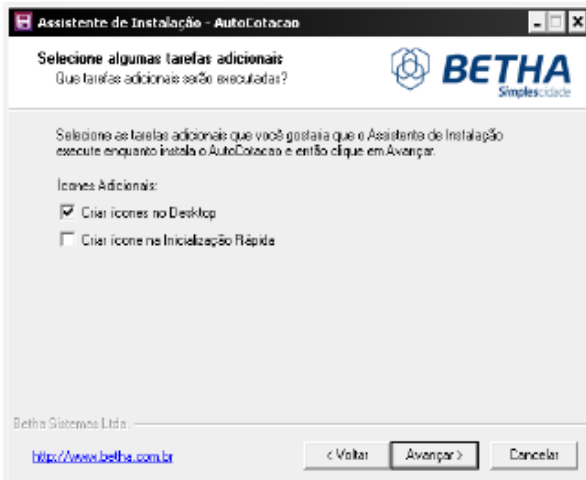 Assistente de Instalação - AutoCotacao
Selecione algumas tarefas adicionais
Que tarefas adicionais serão executadas?
BETHA
Simplescidade
Selecione as tarefas adicionais que você gostaria que o Assistente de Instalação
execute enquanto instala o AutoCotacao e então clique em Avançar.
Ícones Adicionais:
Criar ícones no Desktop
Criar ícone na Inicialização Rápida
Betha Sistemas Ltda.
http://www.betha.com.br
< Voltar
Avançar >
Cancelar